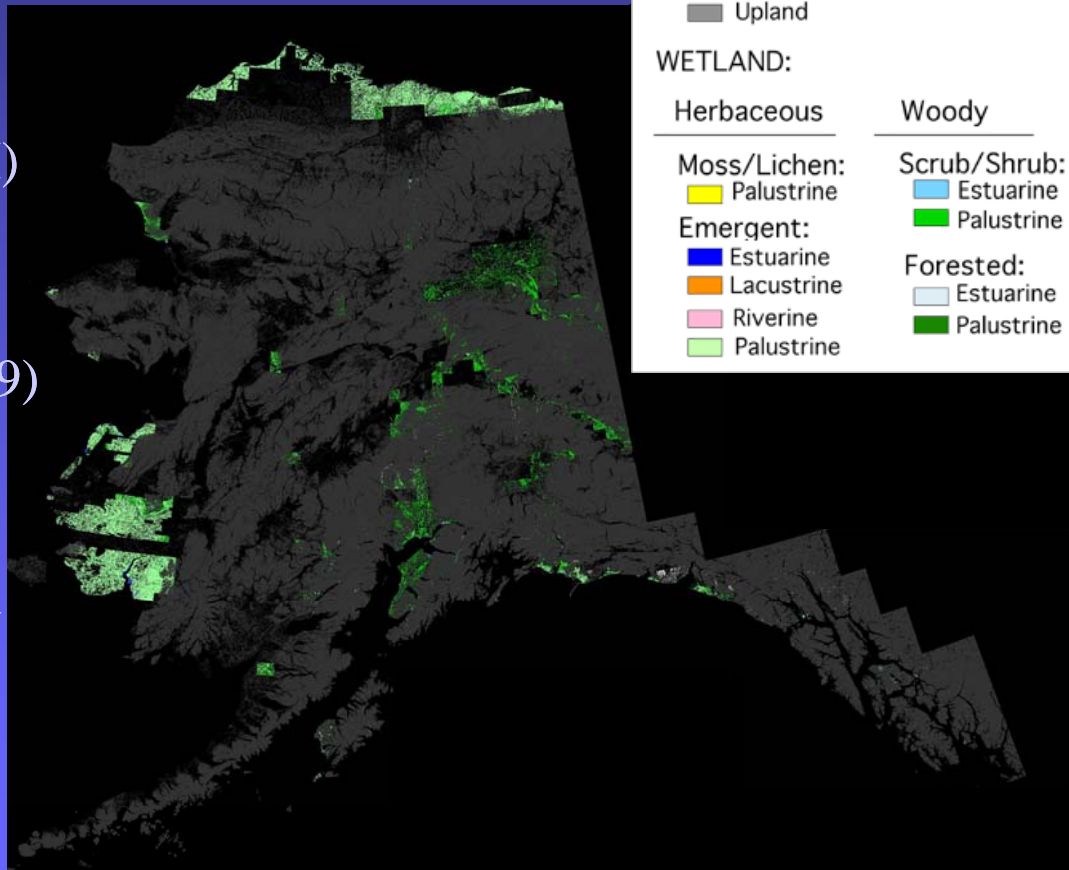 Upland
WETLAND:
Herbaceous
Moss/Lichen:
Palustrine
Emergent:
Estuarine
Lacustrine
Riverine
Palustrine
Woody
Scrub/Shrub:
Estuarine
Palustrine
Forested:
Estuarine
Palustrine
)
9)